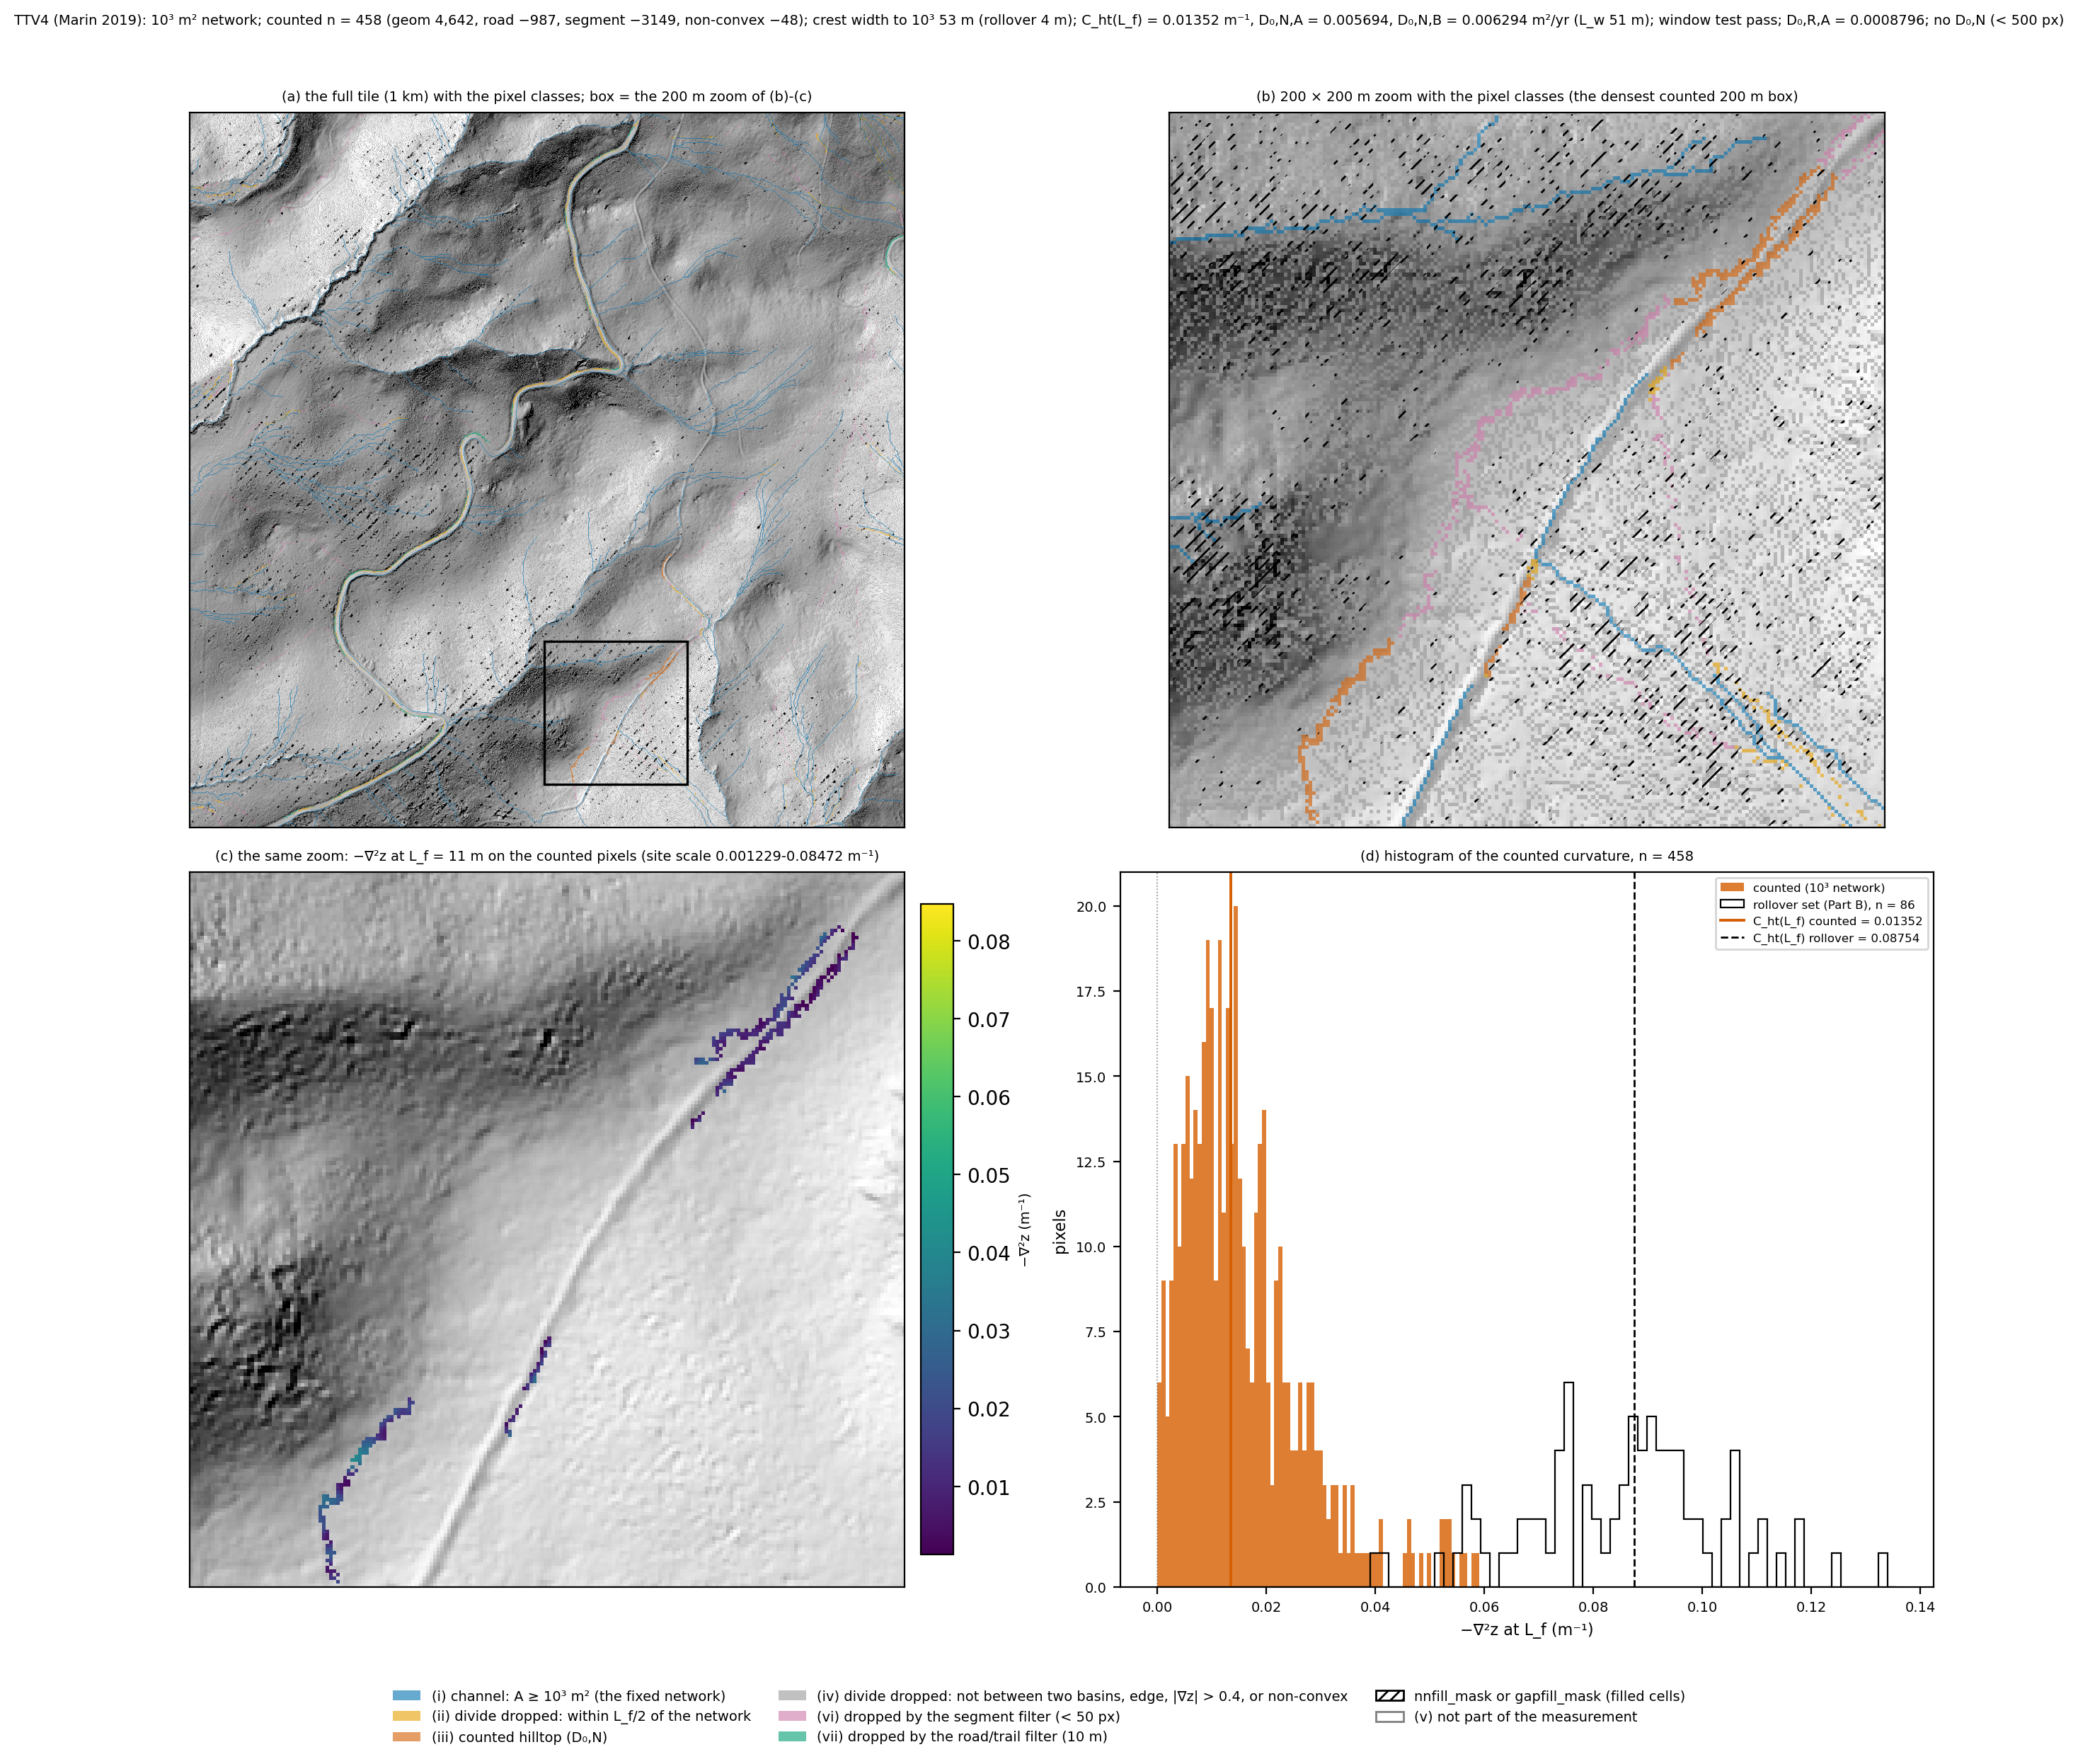 TTV4 (Marin 2019): 10³ m² network; counted n = 458 (geom 4,642, road −987, segment −3149, non-convex −48); crest width to 10³ 53 m (rollover 4 m); C_ht(L_f) = 0.01352 m⁻¹, D₀,N,A = 0.005694, D₀,N,B = 0.006294 m²/yr (L_w 51 m); window test pass; D₀,R,A = 0.0008796; no D₀,N (< 500 px)
(a) the full tile (1 km) with the pixel classes; box = the 200 m zoom of (b)-(c)
(b) 200 × 200 m zoom with the pixel classes (the densest counted 200 m box)
(c) the same zoom: −∇²z at L_f = 11 m on the counted pixels (site scale 0.001229-0.08472 m⁻¹)
0.08
0.07
0.06
0.05
0.04
0.03
0.02
0.01
−∇²z (m⁻¹)
(d) histogram of the counted curvature, n = 458
counted (10³ network)
rollover set (Part B), n = 86
C_ht(L_f) counted = 0.01352
C_ht(L_f) rollover = 0.08754
20.0
17.5
15.0
12.5
10.0
7.5
5.0
2.5
0.0
pixels
0.00 0.02 0.04 0.06 0.08 0.10 0.12 0.14
−∇²z at L_f (m⁻¹)
(i) channel: A ≥ 10³ m² (the fixed network)
(ii) divide dropped: within L_f/2 of the network
(iii) counted hilltop (D₀,N)
(iv) divide dropped: not between two basins, edge, |∇z| > 0.4, or non-convex
(vi) dropped by the segment filter (< 50 px)
(vii) dropped by the road/trail filter (10 m)
nnfill_mask or gapfill_mask (filled cells)
(v) not part of the measurement